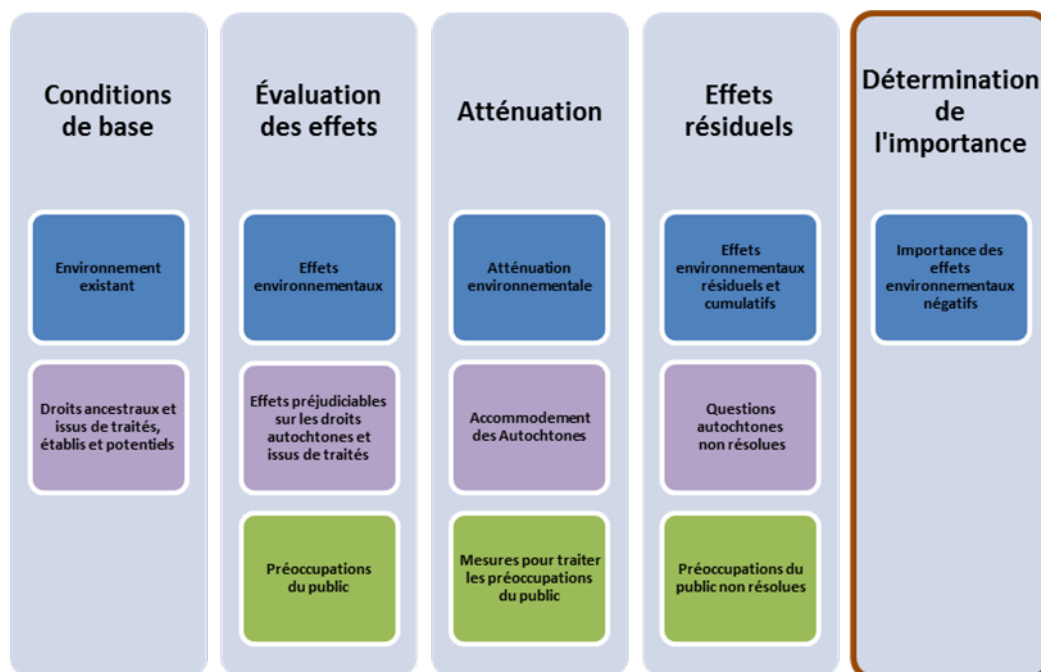 Conditions
de base
Environnement
existant
Droits ancestraux et
issus de traités,
établis et potentiels
Évaluation
des effets
Effets
environnementaux
Effets préjudiciables
sur les droits
autochtones et
issus de traités
Préoccupations
du public
Atténuation
Atténuation
environnementale
Accommodement
des Autochtones
Mesures pour traiter
les préoccupations
du public
Effets
résiduels
Effets
environnementaux
résiduels et
cumulatifs
Questions
autochtones
non résolues
Préoccupations du
public non résolues
Détermination
de
l'importance
Importance des
effets
environnementaux
négatifs